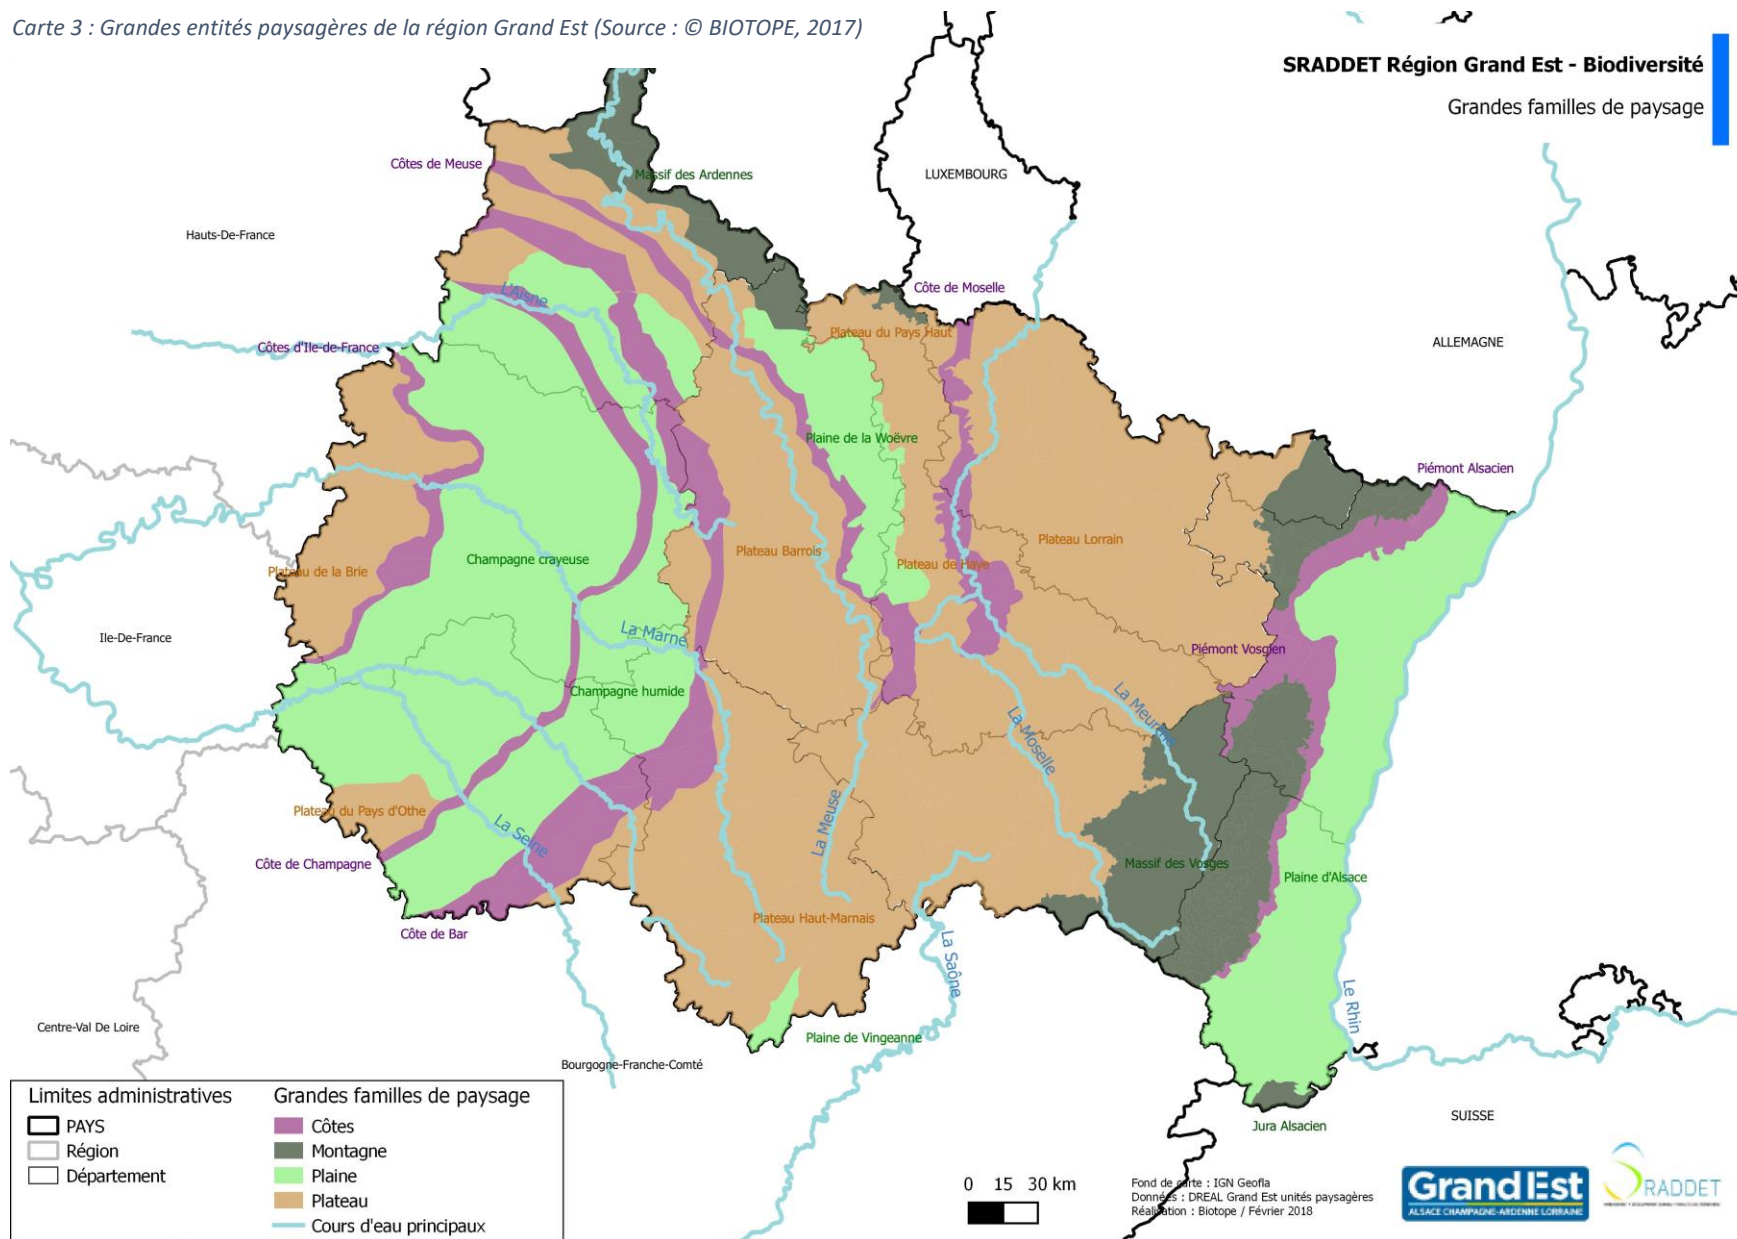 Carte 3 : Grandes entités paysagères de la région Grand Est (Source : © BIOTOPE, 2017)
SRADDET Région Grand Est - Biodiversité
Grandes familles de paysage
Côtes de Meuse
Massif des Ardennes
LUXEMBOURG
Hauts-De-France
L'Aisne
Côte de Moselle
Plateau du Pays Haut
Côtes d'Ile-de-France
ALLEMAGNE
Plaine de la Woëvre
Piémont Alsacien
Plateau Lorrain
Plateau Barrois
Champagne crayeuse
Plateau de Haye
Plateau de la Brie
Ile-De-France
La Marne
Piémont Vosgien
Champagne humide
La Meurthe
La Moselle
Plateau du Pays d'Othe
La Seine
La Meuse
Côte de Champagne
Massif des Vosges
Plaine d'Alsace
Plateau Haut-Marnais
Côte de Bar
La Saône
Le Rhin
Centre-Val De Loire
Plaine de Vingeanne
Bourgogne-Franche-Comté
SUISSE
Jura Alsacien
Limites administratives
PAYS
Région
Département
Grandes familles de paysage
Côtes
Montagne
Plaine
Plateau
Cours d'eau principaux
0 15 30 km
Fond de carte : IGN Geofla
Données : DREAL Grand Est unités paysagères
Réalisation : Biotope / Février 2018
Grand Est
ALSACE CHAMPAGNE-ARDENNE LORRAINE
SRADDET